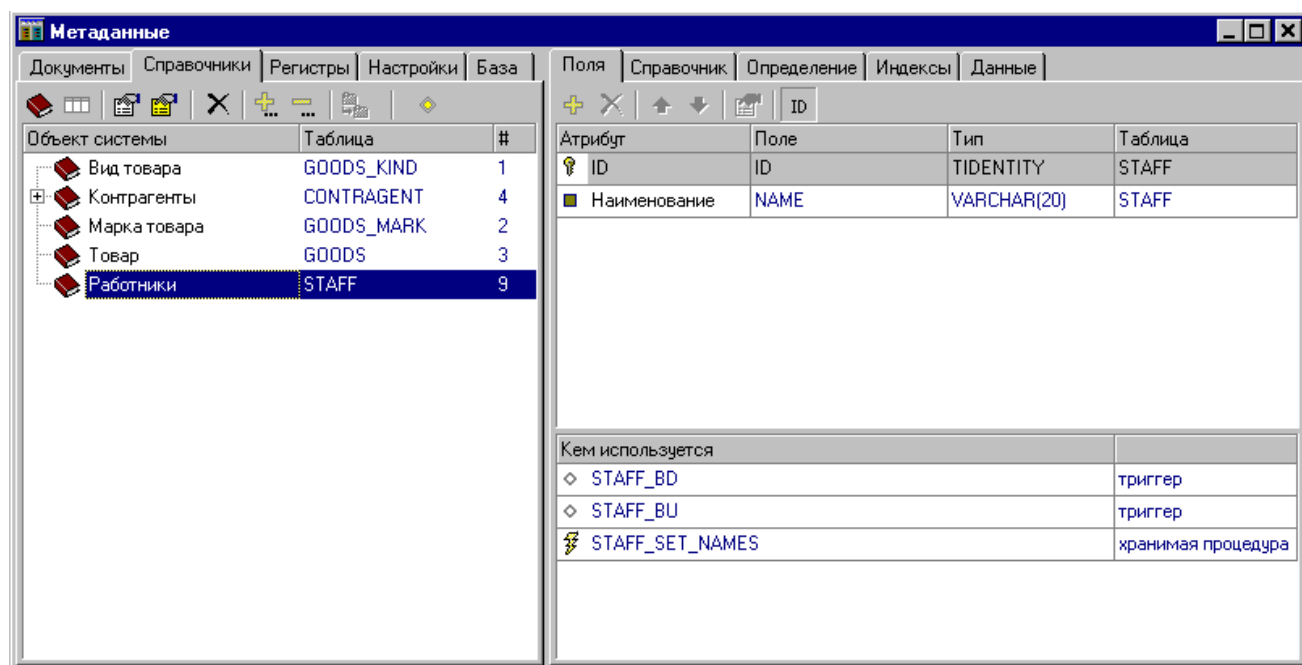 Метаданные
Документы Справочники Регистры Настройки База
Объект системы Таблица #
Вид товара GOODS_KIND 1
Контрагенты CONTRAGENT 4
Марка товара GOODS_MARK 2
Товар GOODS 3
Работники STAFF 9
Поля Справочник Определение Индексы Данные
ID
Атрибут Поле Тип Таблица
ID ID TIDENTITY STAFF
Наименование NAME VARCHAR(20) STAFF
Кем используется
STAFF_BD триггер
STAFF_BU триггер
STAFF_SET_NAMES хранимая процедура